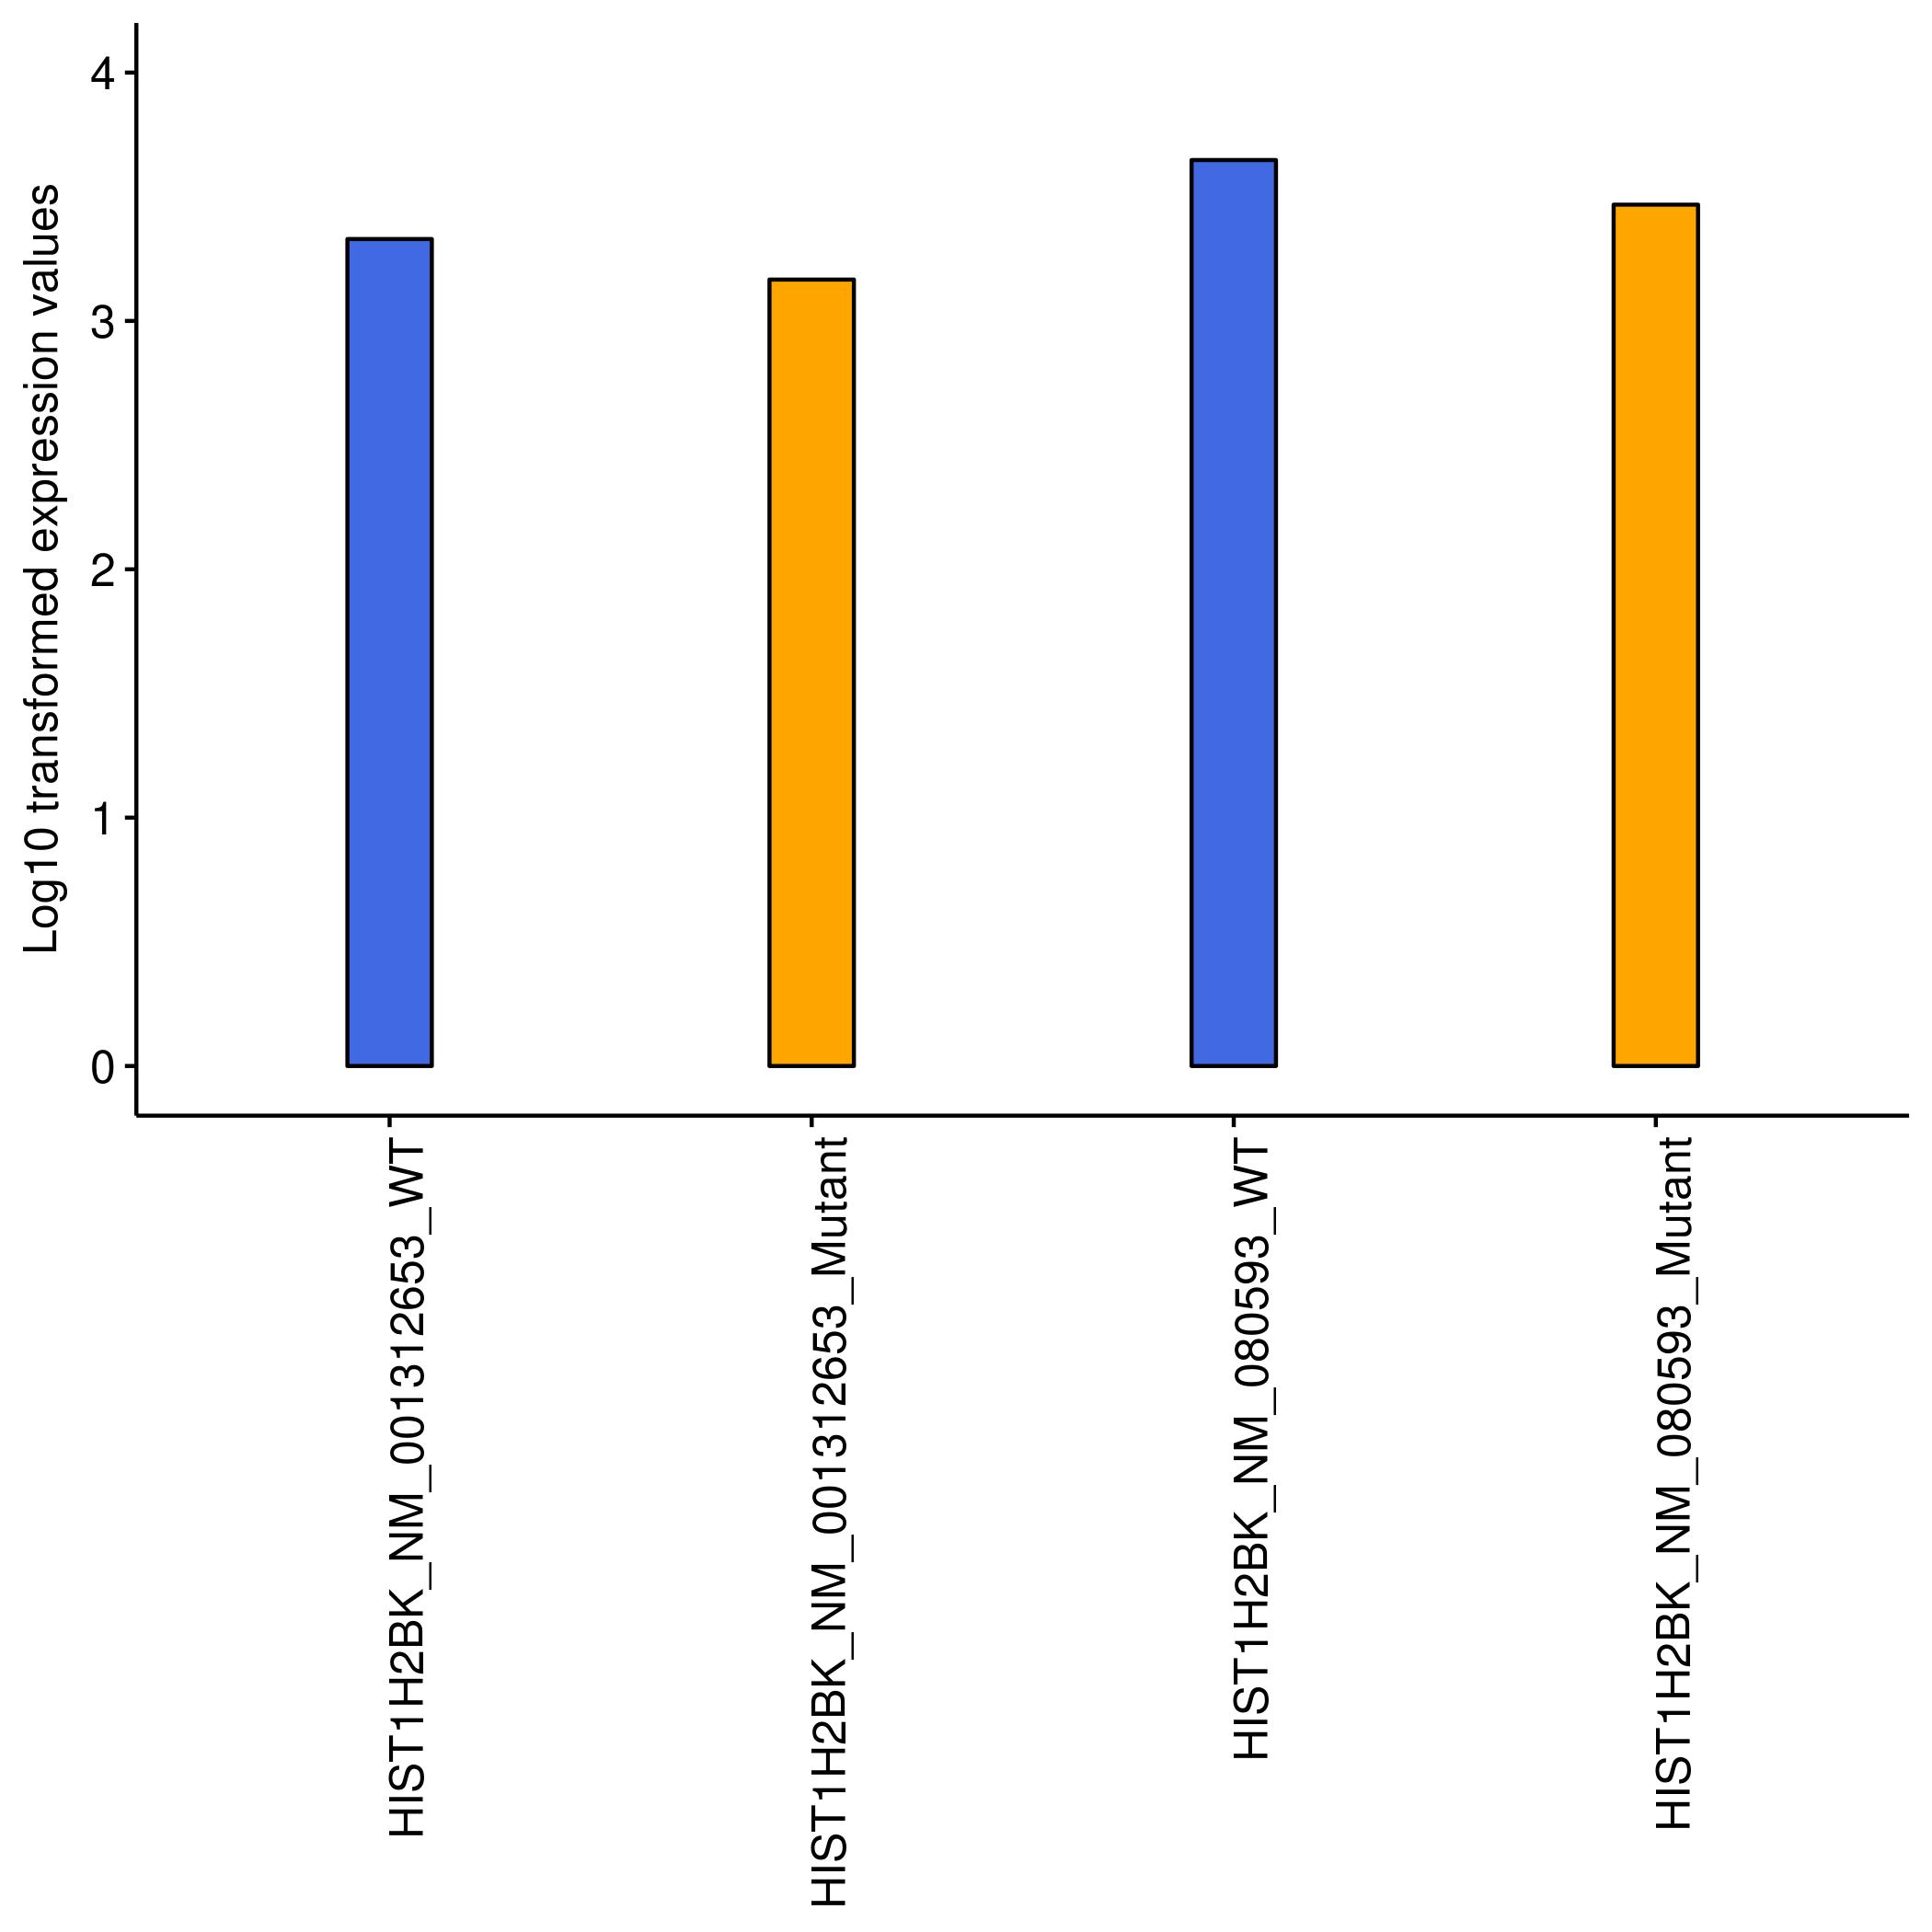 Log10 transformed expression values
4
3
2
1
0
HIST1H2BK_NM_001312653_WT
HIST1H2BK_NM_001312653_Mutant
HIST1H2BK_NM_080593_WT
HIST1H2BK_NM_080593_Mutant